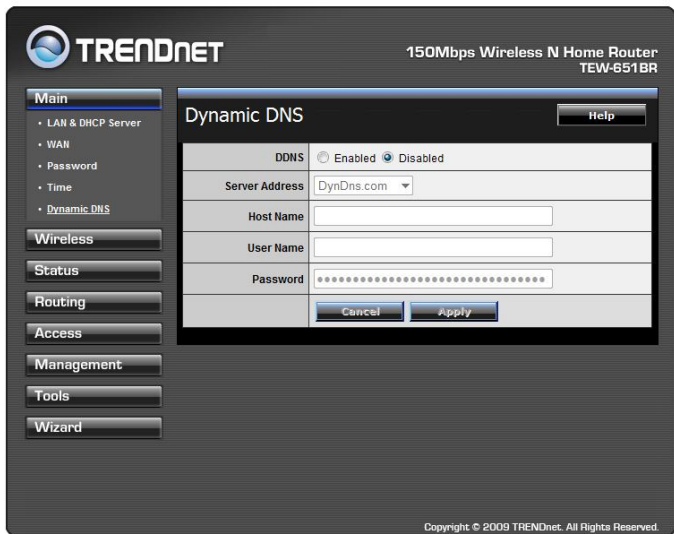 TRENDNET
150Mbps Wireless N Home Router
TEW-651BR
Main
• LAN & DHCP Server
• WAN
• Password
• Time
• Dynamic DNS
Wireless
Status
Routing
Access
Management
Tools
Wizard
Dynamic DNS
Help
DDNS Enabled Disabled
Server Address DynDns.com
Host Name
User Name
Password ••••••••••••••••••••••••••••••••
Cancel Apply
Copyright © 2009 TRENDnet. All Rights Reserved.